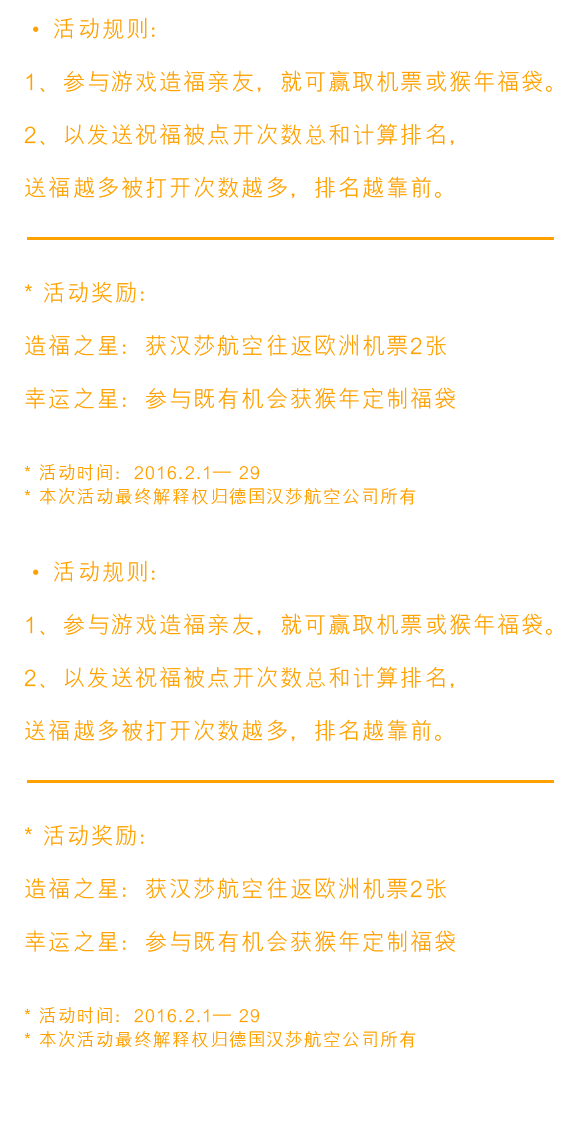 • 活动规则:
1、参与游戏造福亲友，就可赢取机票或猴年福袋。
2、以发送祝福被点开次数总和计算排名，
送福越多被打开次数越多，排名越靠前。
* 活动奖励:
造福之星：获汉莎航空往返欧洲机票2张
幸运之星：参与既有机会获猴年定制福袋
* 活动时间：2016.2.1— 29
* 本次活动最终解释权归德国汉莎航空公司所有
• 活动规则:
1、参与游戏造福亲友，就可赢取机票或猴年福袋。
2、以发送祝福被点开次数总和计算排名，
送福越多被打开次数越多，排名越靠前。
* 活动奖励:
造福之星：获汉莎航空往返欧洲机票2张
幸运之星：参与既有机会获猴年定制福袋
* 活动时间：2016.2.1— 29
* 本次活动最终解释权归德国汉莎航空公司所有